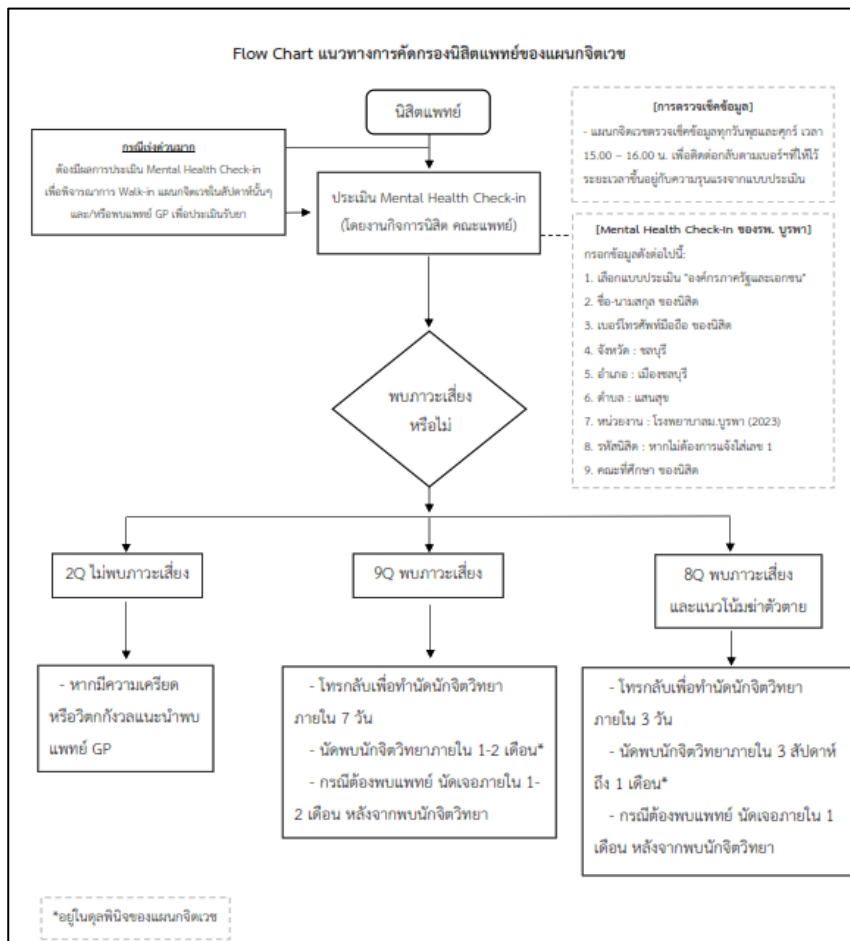 Flow Chart แนวทางการคัดกรองนิสิตแพทย์ของแผนกจิตเวช
นิสิตแพทย์
กรณีเร่งด่วนมาก
ต้องมีผลการประเมิน Mental Health Check-in
เพื่อพิจารณาการ Walk-in แผนกจิตเวชในสัปดาห์นั้นๆ
และ/หรือพบแพทย์ GP เพื่อประเมินรับยา
[การตรวจเช็คข้อมูล]
- แผนกจิตเวชตรวจเช็คข้อมูลทุกวันพุธและศุกร์ เวลา
15.00 – 16.00 น. เพื่อติดต่อกลับตามเบอร์ฯที่ให้ไว้
ระยะเวลาขึ้นอยู่กับความรุนแรงจากแบบประเมิน
ประเมิน Mental Health Check-in
(โดยงานกิจการนิสิต คณะแพทย์)
[Mental Health Check-In ของรพ. บูรพา]
กรอกข้อมูลดังต่อไปนี้:
1. เลือกแบบประเมิน "องค์กรภาครัฐและเอกชน"
2. ชื่อ-นามสกุล ของนิสิต
3. เบอร์โทรศัพท์มือถือ ของนิสิต
4. จังหวัด : ชลบุรี
5. อำเภอ : เมืองชลบุรี
6. ตำบล : แสนสุข
7. หน่วยงาน : โรงพยาบาลม.บูรพา (2023)
8. รหัสนิสิต : หากไม่ต้องการแจ้งใส่เลข 1
9. คณะที่ศึกษา ของนิสิต
พบภาวะเสี่ยง
หรือไม่
2Q ไม่พบภาวะเสี่ยง
9Q พบภาวะเสี่ยง
8Q พบภาวะเสี่ยง
และแนวโน้มฆ่าตัวตาย
- หากมีความเครียด
หรือวิตกกังวลแนะนำพบ
แพทย์ GP
- โทรกลับเพื่อทำนัดนักจิตวิทยา
ภายใน 7 วัน
- นัดพบนักจิตวิทยาภายใน 1-2 เดือน*
- กรณีต้องพบแพทย์ นัดเจอภายใน 1-
2 เดือน หลังจากพบนักจิตวิทยา
- โทรกลับเพื่อทำนัดนักจิตวิทยา
ภายใน 3 วัน
- นัดพบนักจิตวิทยาภายใน 3 สัปดาห์
ถึง 1 เดือน*
- กรณีต้องพบแพทย์ นัดเจอภายใน 1
เดือน หลังจากพบนักจิตวิทยา
*อยู่ในดุลพินิจของแผนกจิตเวช